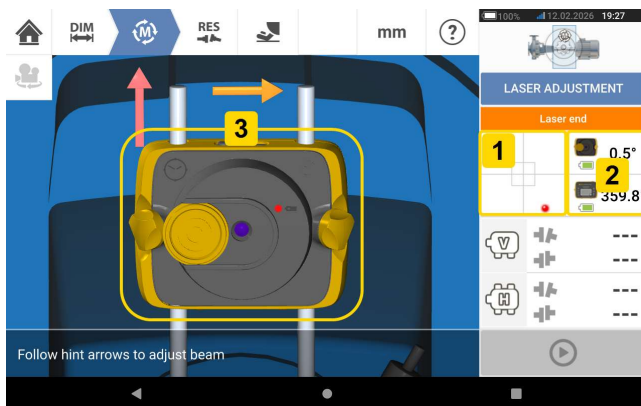 DIM
M
RES
mm
?
100% 12.02.2026 19:27
LASER ADJUSTMENT
Laser end
1
0.5°
2
359.8
3
V
---
---
H
---
---
Follow hint arrows to adjust beam